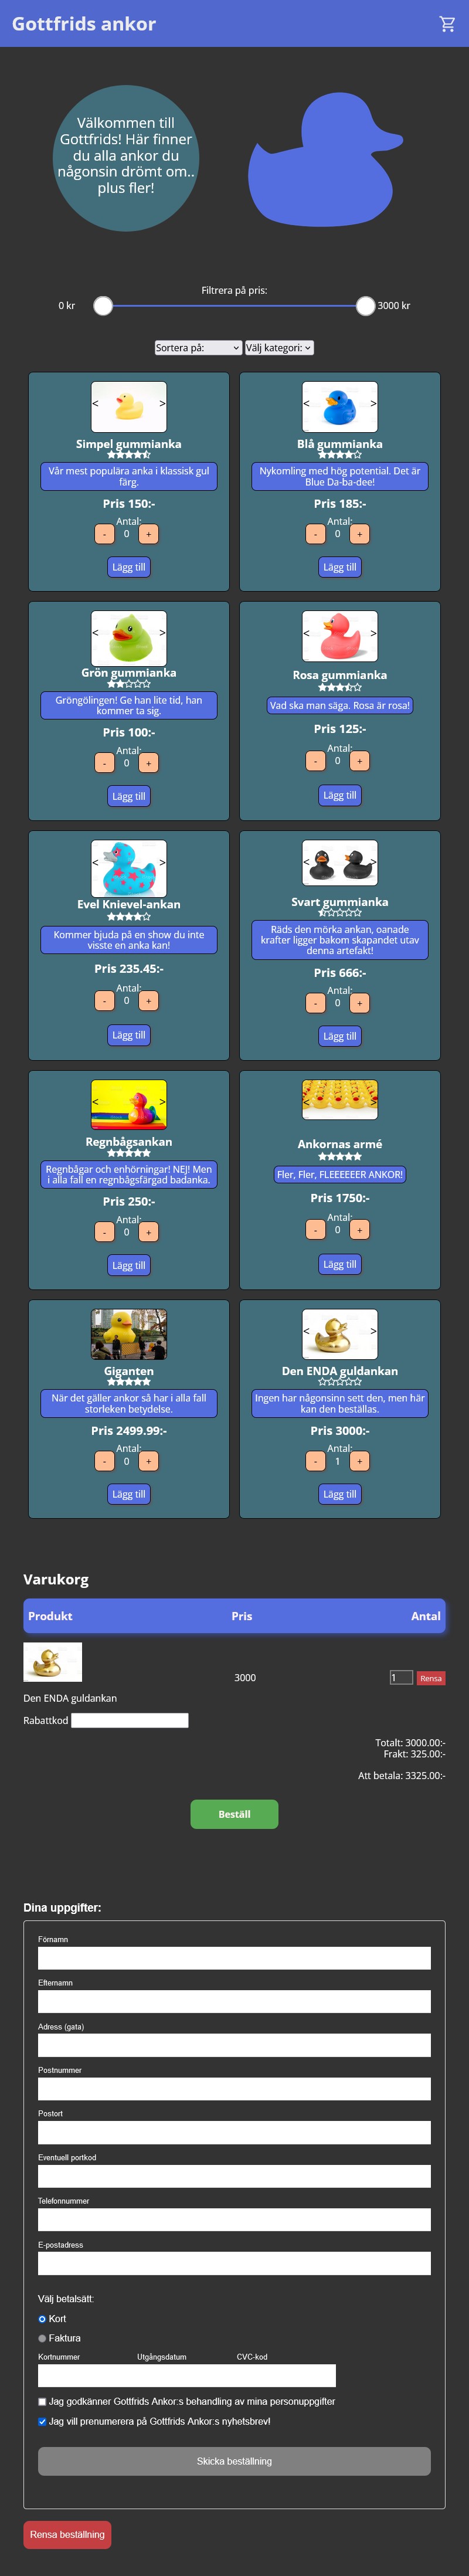 Gottfrids ankor
Välkommen till
Gottfrids! Här finner
du alla ankor du
någonsin drömt om..
plus fler!
Filtrera på pris:
0 kr 3000 kr
Sortera på: Välj kategori:
< >
Simpel gummianka
Vår mest populära anka i klassisk gul
färg.
Pris 150:-
Antal:
- 0 +
Lägg till
< >
Blå gummianka
Nykomling med hög potential. Det är
Blue Da-ba-dee!
Pris 185:-
Antal:
- 0 +
Lägg till
< >
Grön gummianka
Gröngölingen! Ge han lite tid, han
kommer ta sig.
Pris 100:-
Antal:
- 0 +
Lägg till
< >
Rosa gummianka
Vad ska man säga. Rosa är rosa!
Pris 125:-
Antal:
- 0 +
Lägg till
< >
Evel Knievel-ankan
Kommer bjuda på en show du inte
visste en anka kan!
Pris 235.45:-
Antal:
- 0 +
Lägg till
< >
Svart gummianka
Räds den mörka ankan, oanade
krafter ligger bakom skapandet utav
denna artefakt!
Pris 666:-
Antal:
- 0 +
Lägg till
< >
Regnbågsankan
Regnbågar och enhörningar! NEJ! Men
i alla fall en regnbågsfärgad badanka.
Pris 250:-
Antal:
- 0 +
Lägg till
< >
Ankornas armé
Fler, Fler, FLEEEEEER ANKOR!
Pris 1750:-
Antal:
- 0 +
Lägg till
< >
Giganten
När det gäller ankor så har i alla fall
storleken betydelse.
Pris 2499.99:-
Antal:
- 0 +
Lägg till
< >
Den ENDA guldankan
Ingen har någonsinn sett den, men här
kan den beställas.
Pris 3000:-
Antal:
- 1 +
Lägg till
Varukorg
Produkt Pris Antal
3000 1 Rensa
Den ENDA guldankan
Rabattkod
Totalt: 3000.00:-
Frakt: 325.00:-
Att betala: 3325.00:-
Beställ
Dina uppgifter:
Förnamn
Efternamn
Adress (gata)
Postnummer
Postort
Eventuell portkod
Telefonnummer
E-postadress
Välj betalsätt:
Kort
Faktura
Kortnummer Utgångsdatum CVC-kod
Jag godkänner Gottfrids Ankor:s behandling av mina personuppgifter
Jag vill prenumerera på Gottfrids Ankor:s nyhetsbrev!
Skicka beställning
Rensa beställning